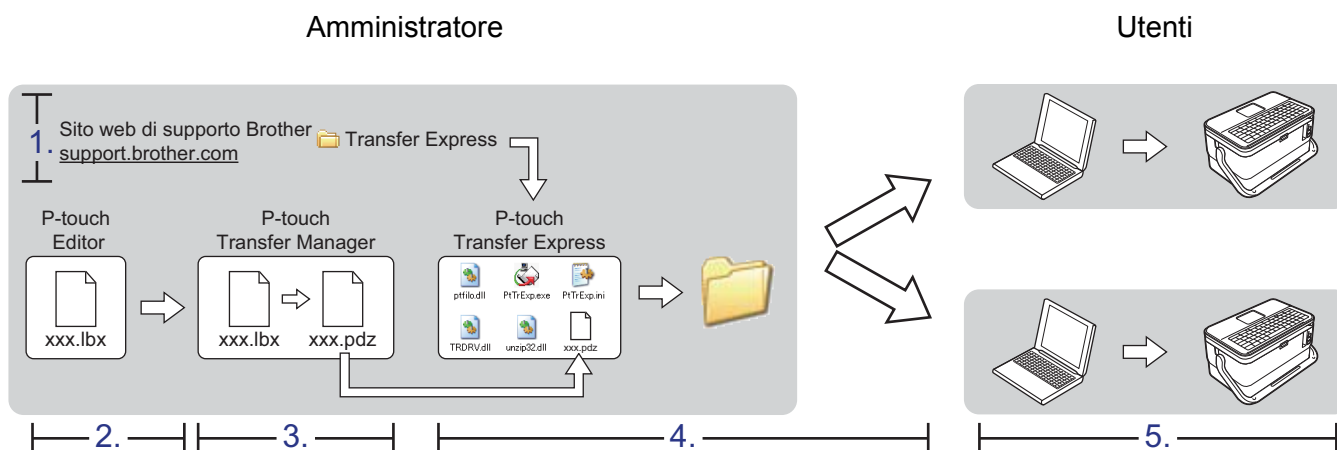 Amministratore
Utenti
1.
Sito web di supporto Brother
support.brother.com
Transfer Express
P-touch
Editor
xxx.lbx
P-touch
Transfer Manager
xxx.lbx
xxx.pdz
P-touch
Transfer Express
ptfilo.dll
PtTrExp.exe
PtTrExp.ini
TRDRV.dll
unzip32.dll
xxx.pdz
2.
3.
4.
5.